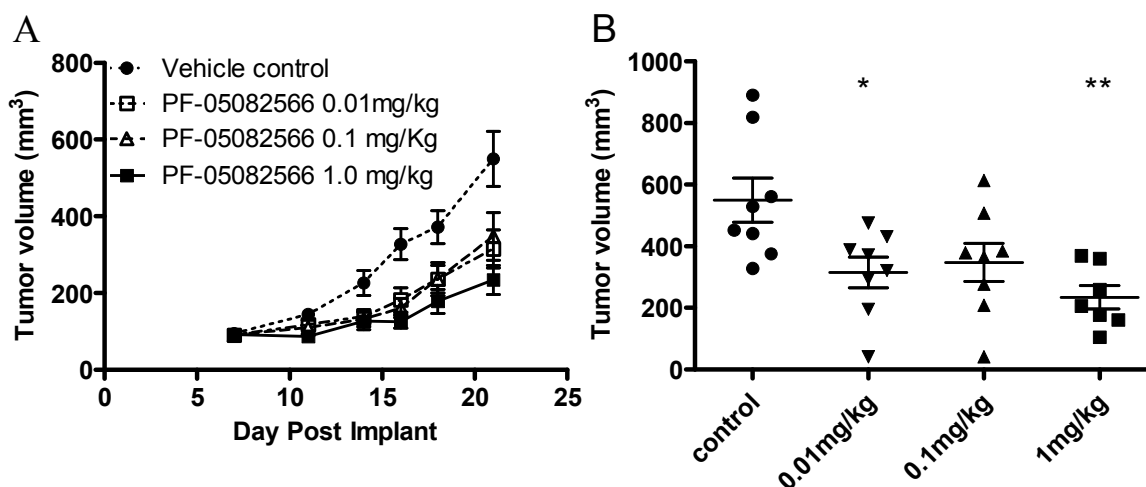 A
Tumor volume (mm³)
800
600
400
200
0
Vehicle control
PF-05082566 0.01mg/kg
PF-05082566 0.1 mg/Kg
PF-05082566 1.0 mg/kg
0
5
10
15
20
25
Day Post Implant
B
Tumor volume (mm³)
1000
800
600
400
200
0
*
**
control
0.01mg/kg
0.1mg/kg
1mg/kg